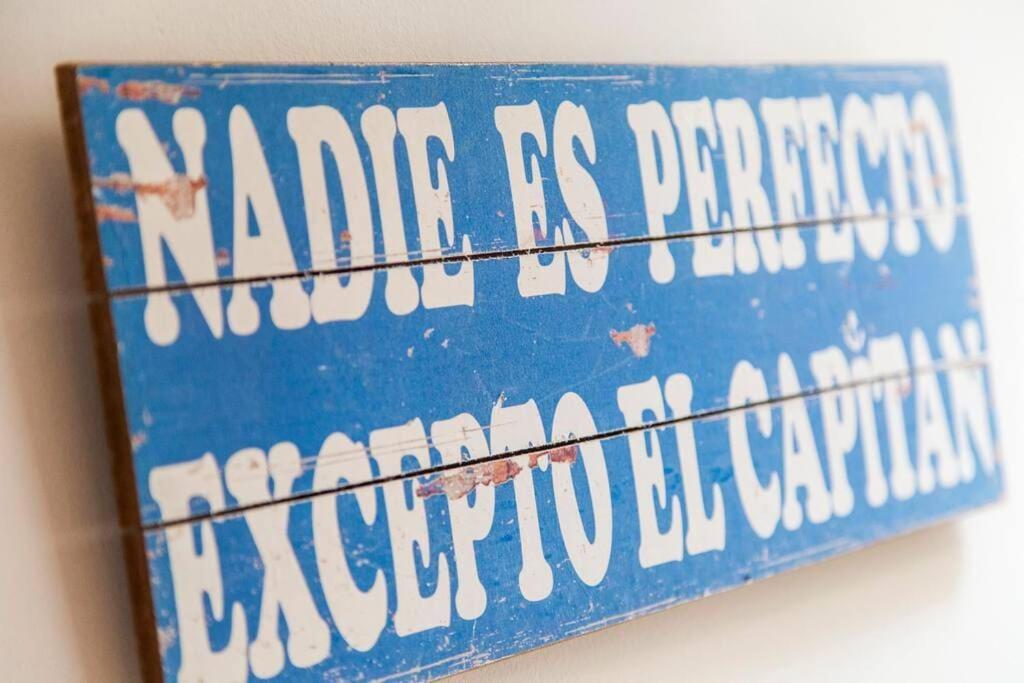 NADIE ES PERFECTO
EXCEPTO EL CAPITAN